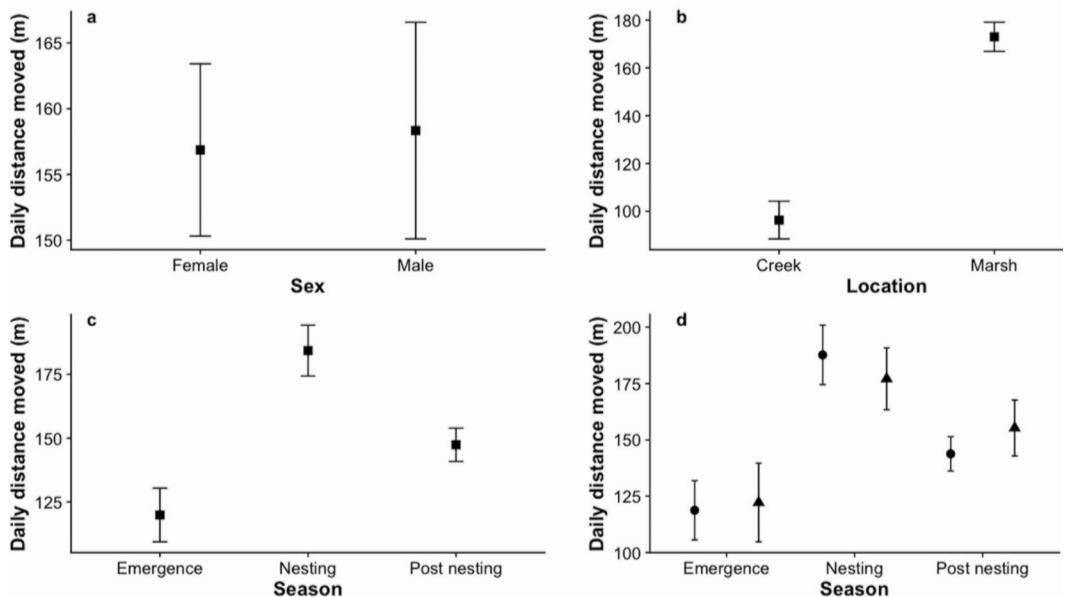 a
Daily distance moved (m)
165
160
155
150
Female
Male
Sex
b
Daily distance moved (m)
180
160
140
120
100
Creek
Marsh
Location
c
Daily distance moved (m)
175
150
125
Emergence
Nesting
Post nesting
Season
d
Daily distance moved (m)
200
175
150
125
100
Emergence
Nesting
Post nesting
Season